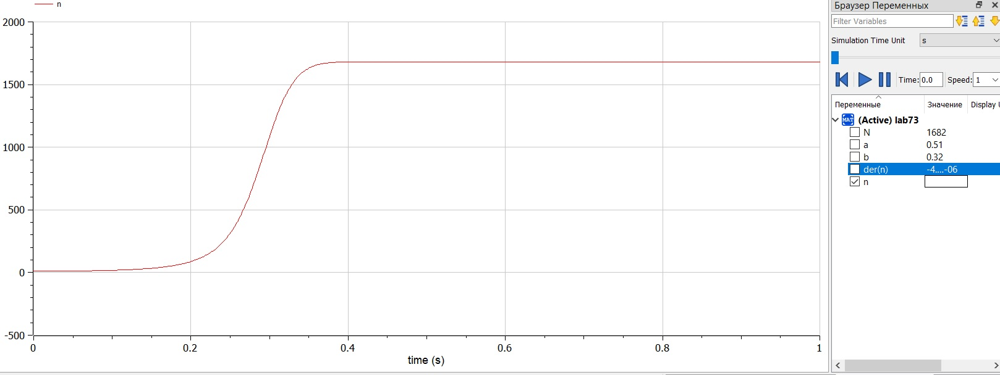 n
2000
1500
1000
500
0
-500
0
0.2
0.4
0.6
0.8
1
time (s)
Браузер Переменных
Filter Variables
Simulation Time Unit
s
Time: 0.0 Speed: 1
Переменные Значение Display U
MAT (Active) lab73
N 1682
a 0.51
b 0.32
der(n) -4....-06
n